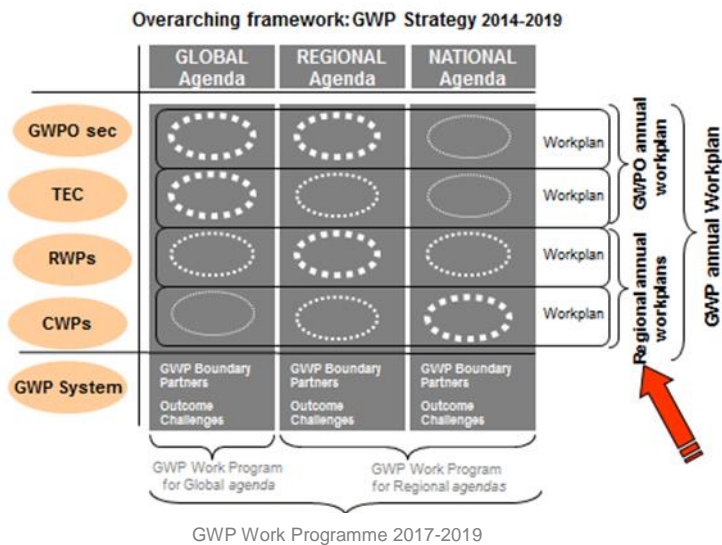 Overarching framework: GWP Strategy 2014-2019
GLOBAL
Agenda
REGIONAL
Agenda
NATIONAL
Agenda
GWPO sec
Workplan
TEC
Workplan
RWPs
Workplan
CWPs
Workplan
GWPO annual
workplan
Regional annual
workplans
GWP annual Workplan
GWP System
GWP Boundary
Partners
Outcome
Challenges
GWP Boundary
Partners
Outcome
Challenges
GWP Boundary
Partners
Outcome
Challenges
GWP Work Program
for Global agenda
GWP Work Program
for Regional agendas
GWP Work Programme 2017-2019